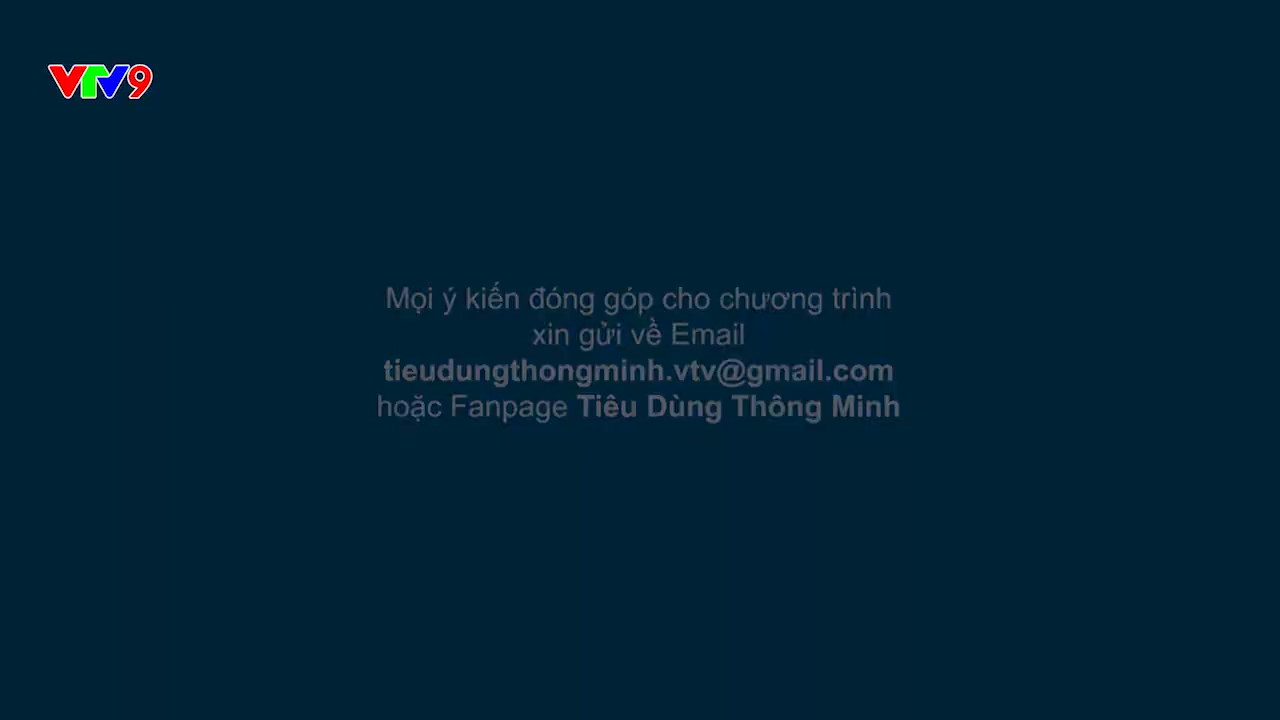 VTV9
Mọi ý kiến đóng góp cho chương trình
xin gửi về Email
tieudungthongminh.vtv@gmail.com
hoặc Fanpage Tiêu Dùng Thông Minh